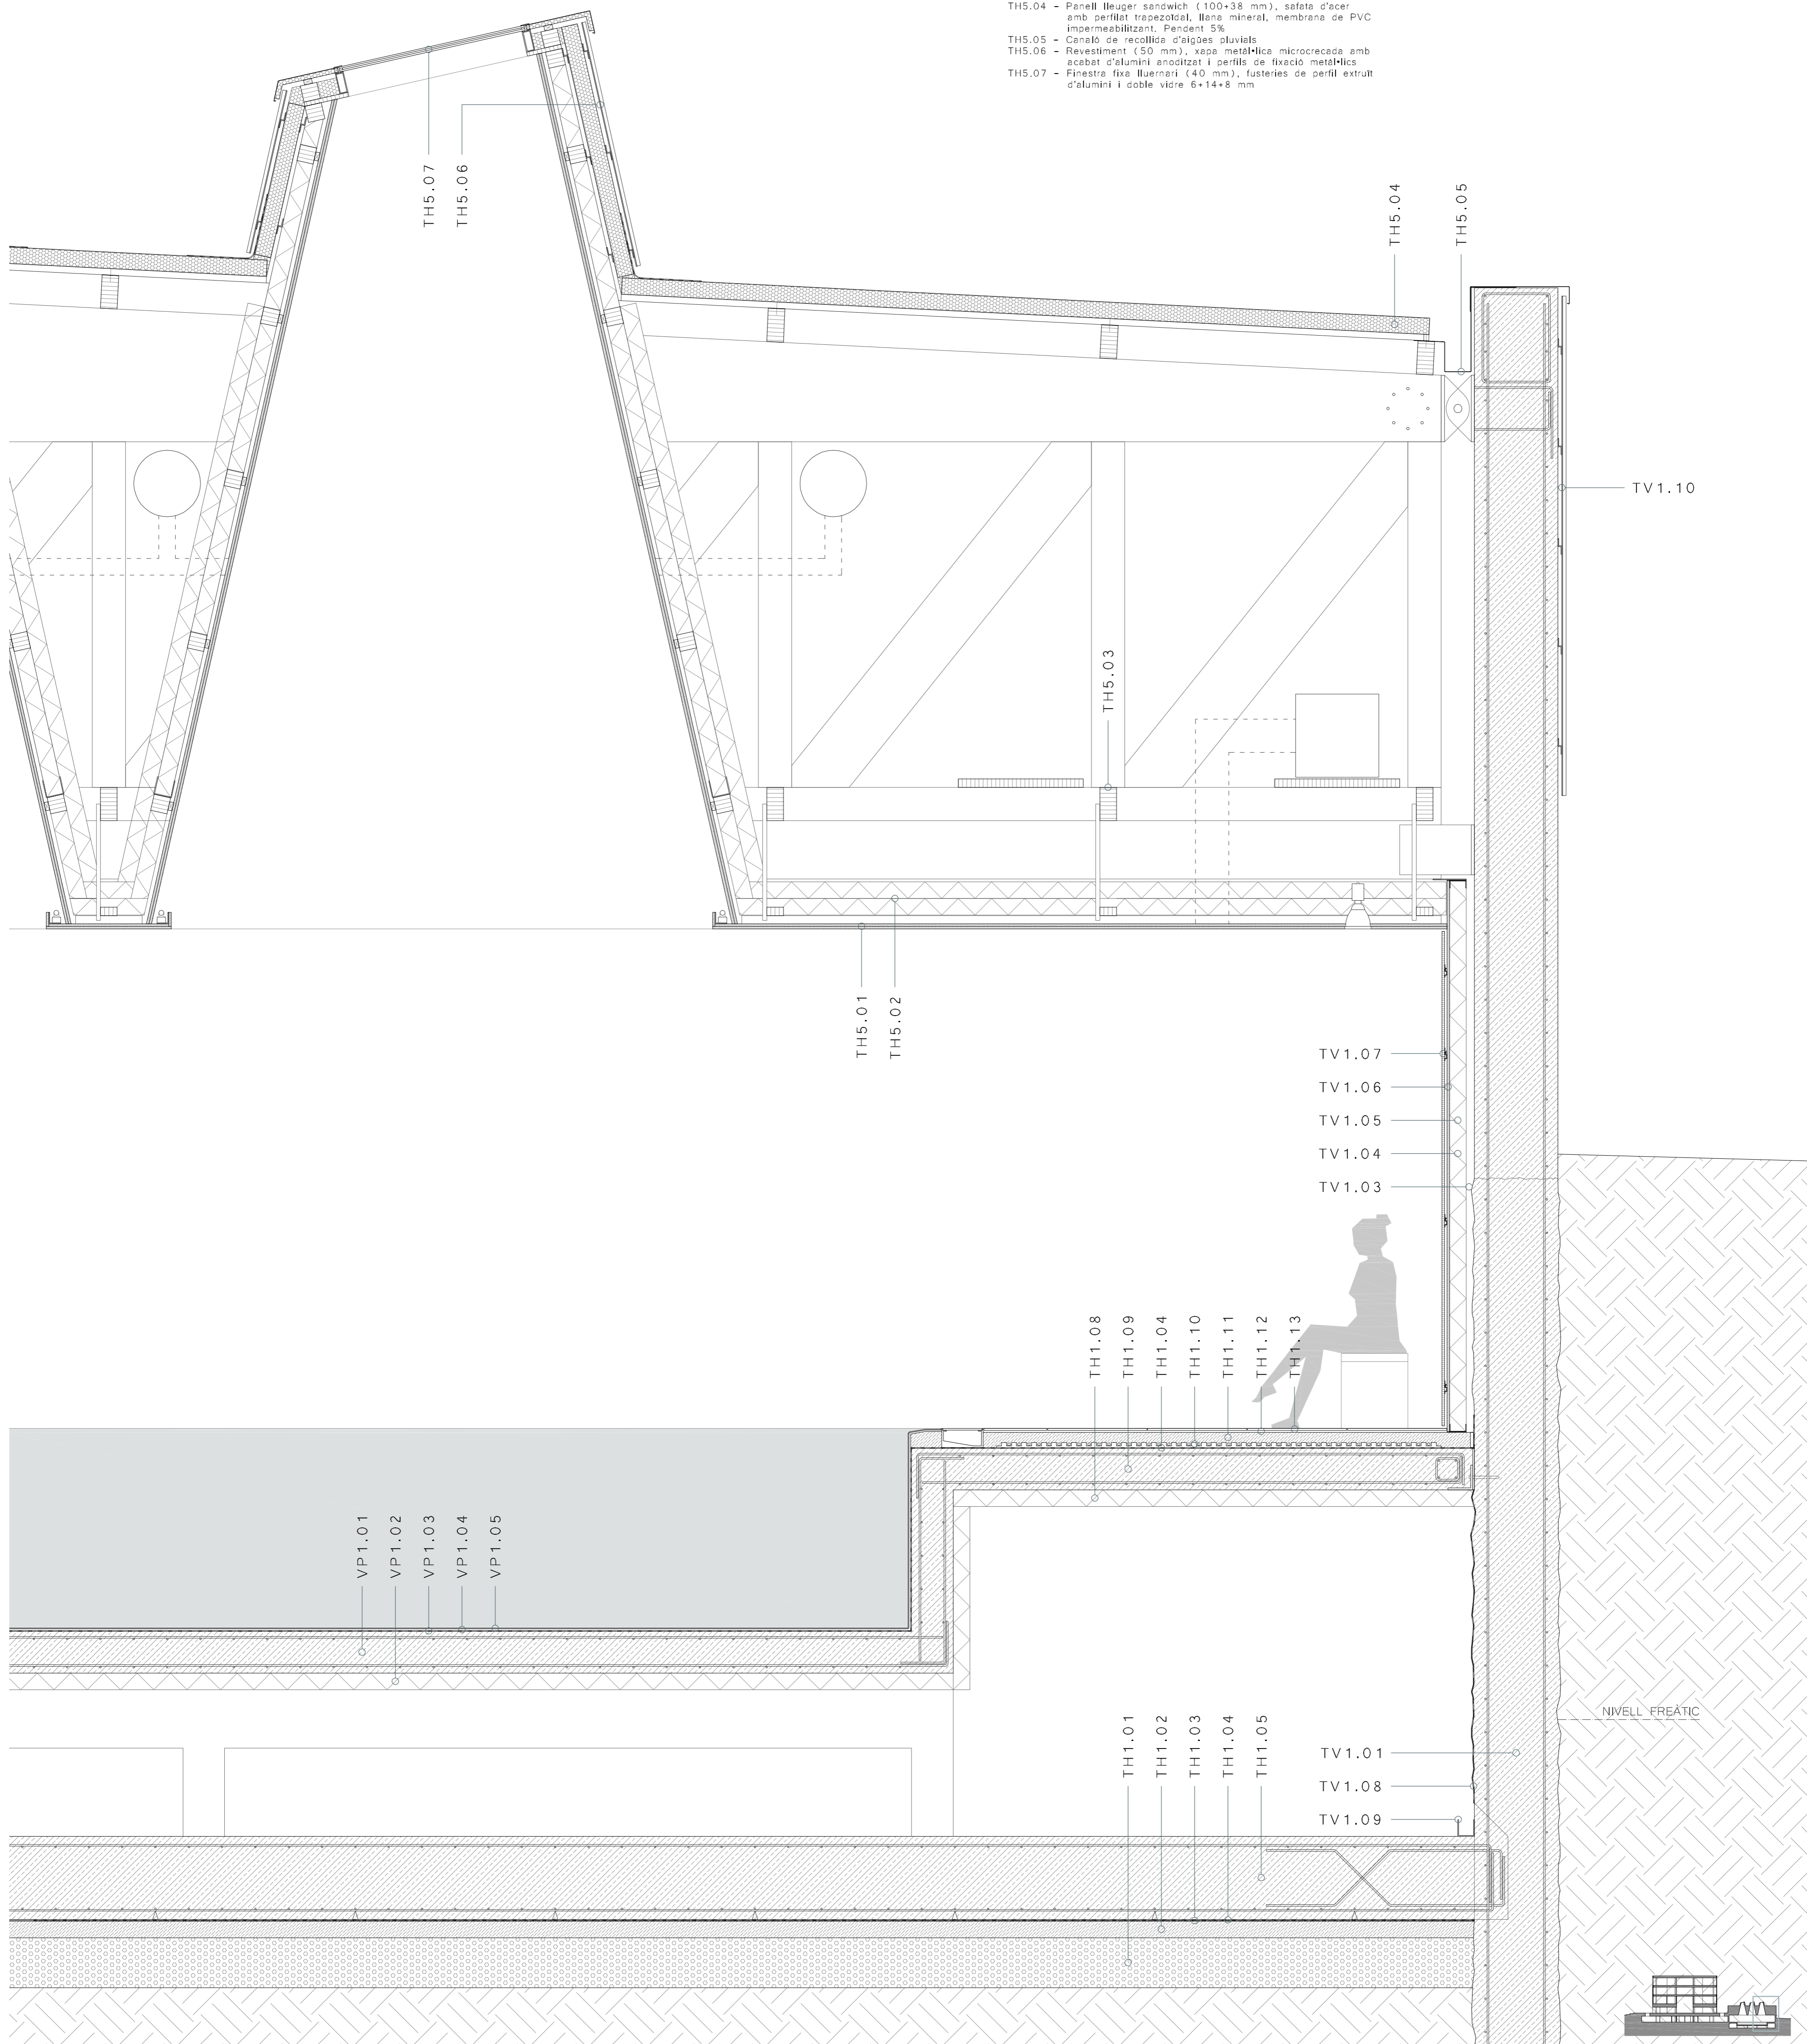 TH5.04 - Panell lleuger sandwich (100+38 mm), safata d'acer
amb perfilat trapezoïdal, llana mineral, membrana de PVC
impermeabilitzant. Pendent 5%
TH5.05 - Canaló de recollida d'aigües pluvials
TH5.06 - Revestiment (50 mm), xapa metàl•lica microcrecada amb
acabat d'alumini anoditzat i perfils de fixació metàl•lics
TH5.07 - Finestra fixa lluernari (40 mm), fusteries de perfil extruït
d'alumini i doble vidre 6+14+8 mm
TH5.07
TH5.06
TH5.04
TH5.05
TV1.10
TH5.03
TH5.01
TH5.02
TV1.07
TV1.06
TV1.05
TV1.04
TV1.03
TH1.08
TH1.09
TH1.04
TH1.10
TH1.11
TH1.12
TH1.13
VP1.01
VP1.02
VP1.03
VP1.04
VP1.05
NIVELL FREÀTIC
TH1.01
TH1.02
TH1.03
TH1.04
TH1.05
TV1.01
TV1.08
TV1.09